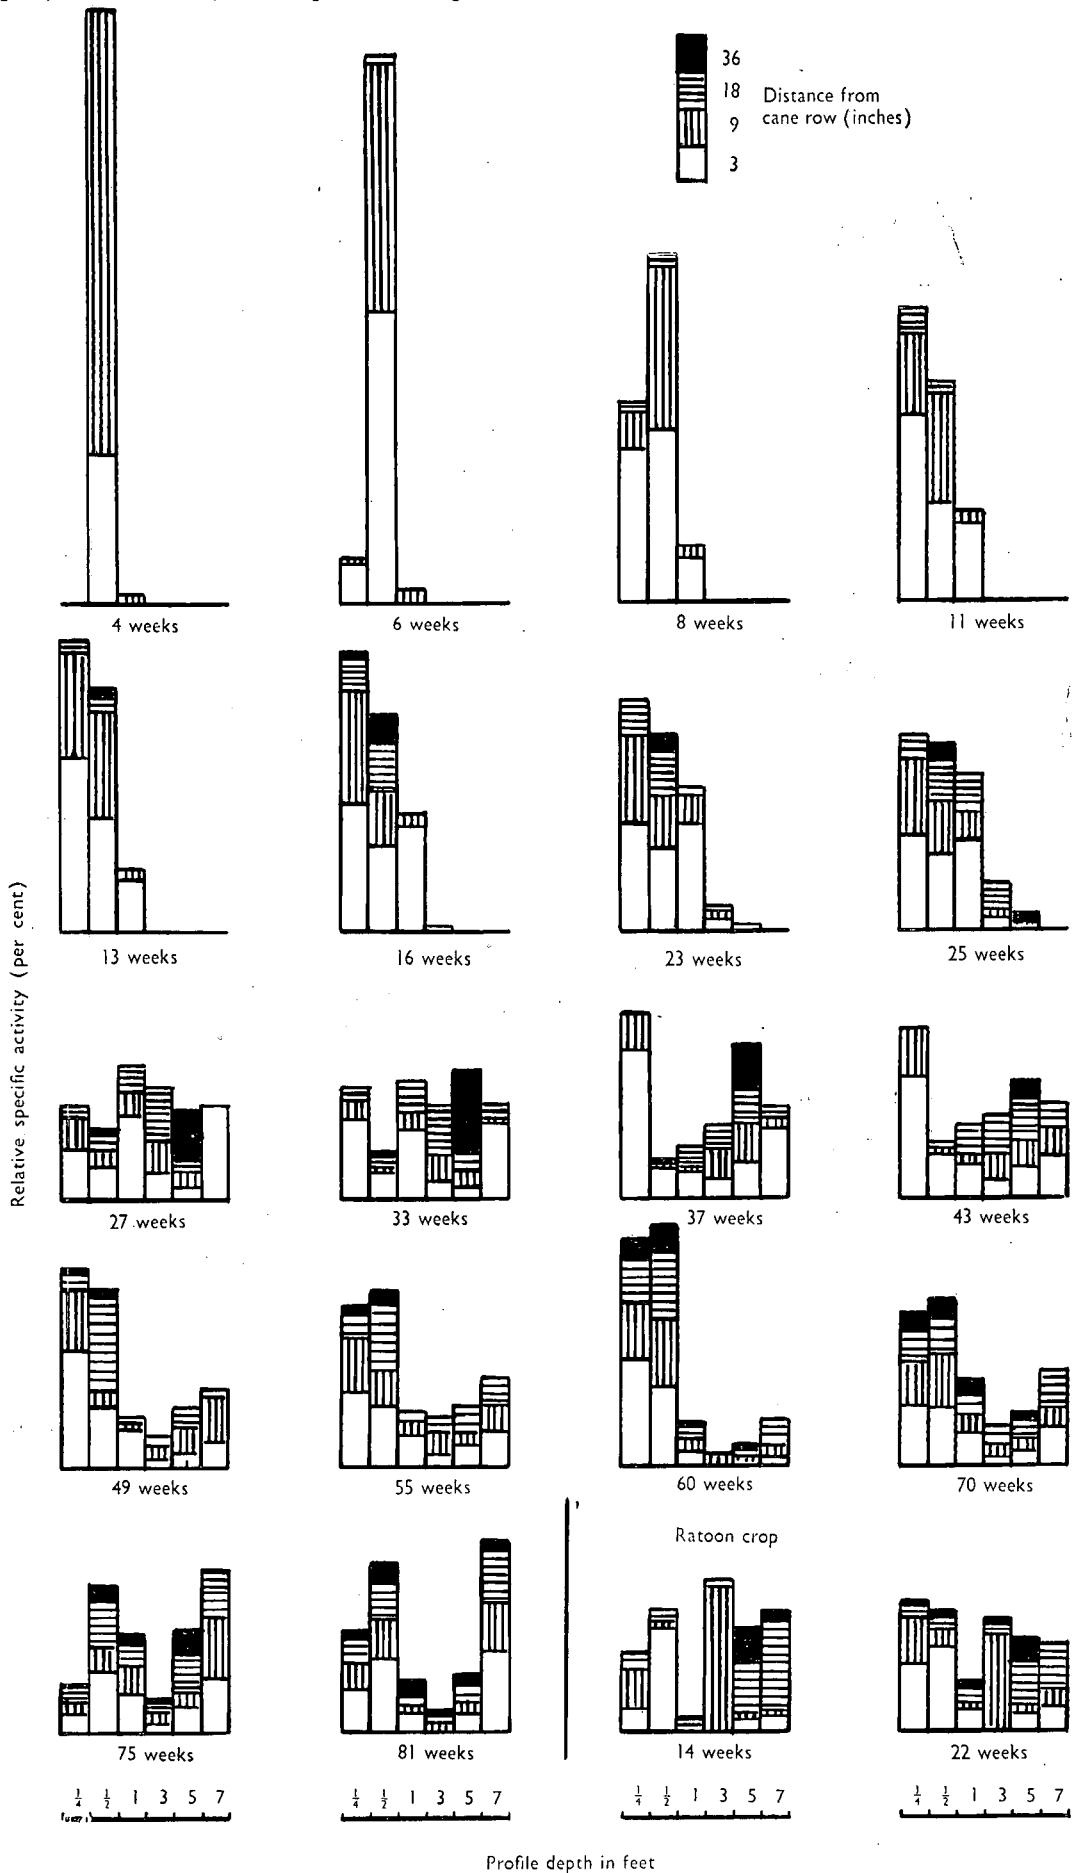 36
18
9
3
Distance from
cane row (inches)
4 weeks
6 weeks
8 weeks
11 weeks
Relative specific activity (per cent)
13 weeks
16 weeks
23 weeks
25 weeks
27 weeks
33 weeks
37 weeks
43 weeks
49 weeks
55 weeks
60 weeks
70 weeks
Ratoon crop
75 weeks
81 weeks
14 weeks
22 weeks
¼ ½ 1 3 5 7
¼ ½ 1 3 5 7
¼ ½ 1 3 5 7
¼ ½ 1 3 5 7
Profile depth in feet